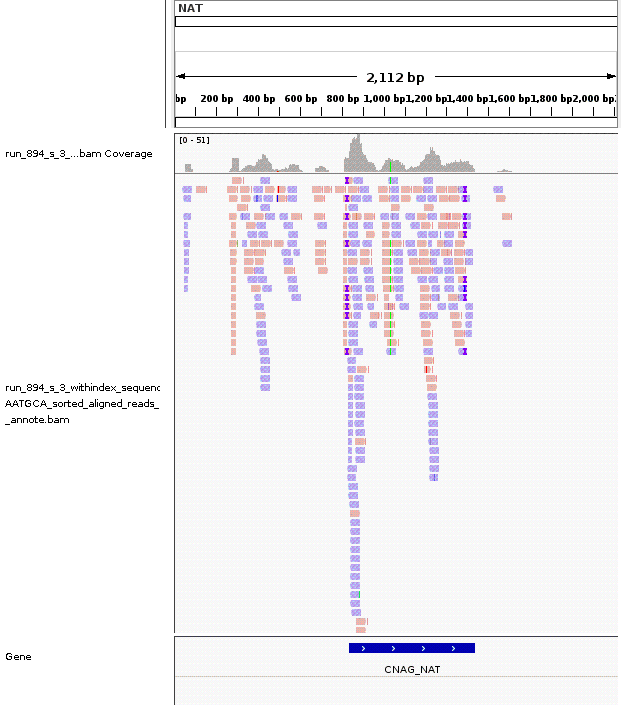 NAT
2,112 bp
bp 200 bp 400 bp 600 bp 800 bp 1,000 bp 1,200 bp 1,400 bp 1,600 bp 1,800 bp 2,000 bp
[0 - 51]
run_894_s_3_...bam Coverage
run_894_s_3_withindex_sequenc
AATGCA_sorted_aligned_reads_
_annote.bam
Gene
CNAG_NAT